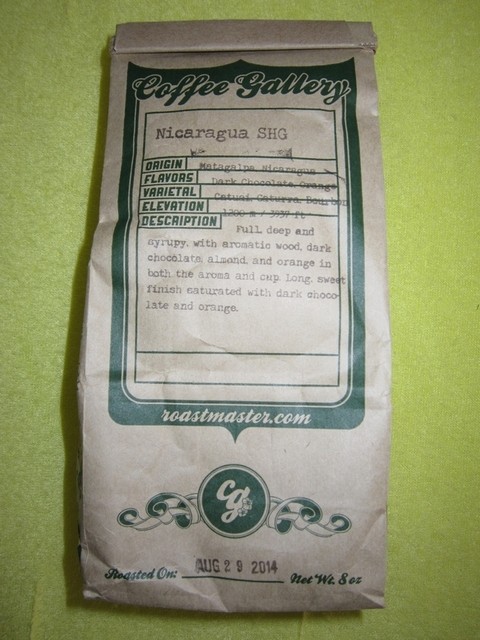 Coffee Gallery
Nicaragua SHG
ORIGIN Matagalpa, Nicaragua
FLAVORS Dark Chocolate, Orange
VARIETAL Catuai, Caturra, Bourbon
ELEVATION 1200 m / 3937 ft
DESCRIPTION Full, deep and
syrupy, with aromatic wood, dark
chocolate, almond, and orange in
both the aroma and cup. Long, sweet
finish saturated with dark choco-
late and orange.
roastmaster.com
cg
Roasted On: AUG 29 2014 Net Wt. 8 oz